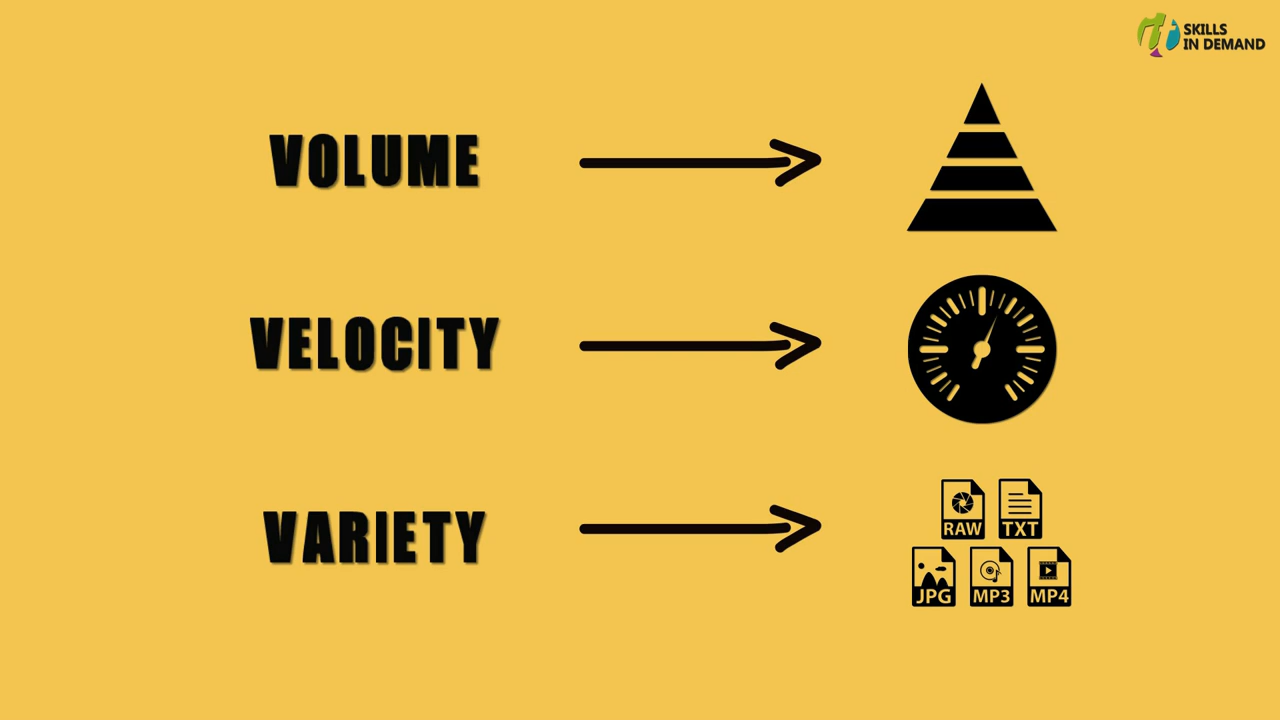 SKILLS
IN DEMAND
VOLUME
VELOCITY
VARIETY
RAW
TXT
JPG
MP3
MP4